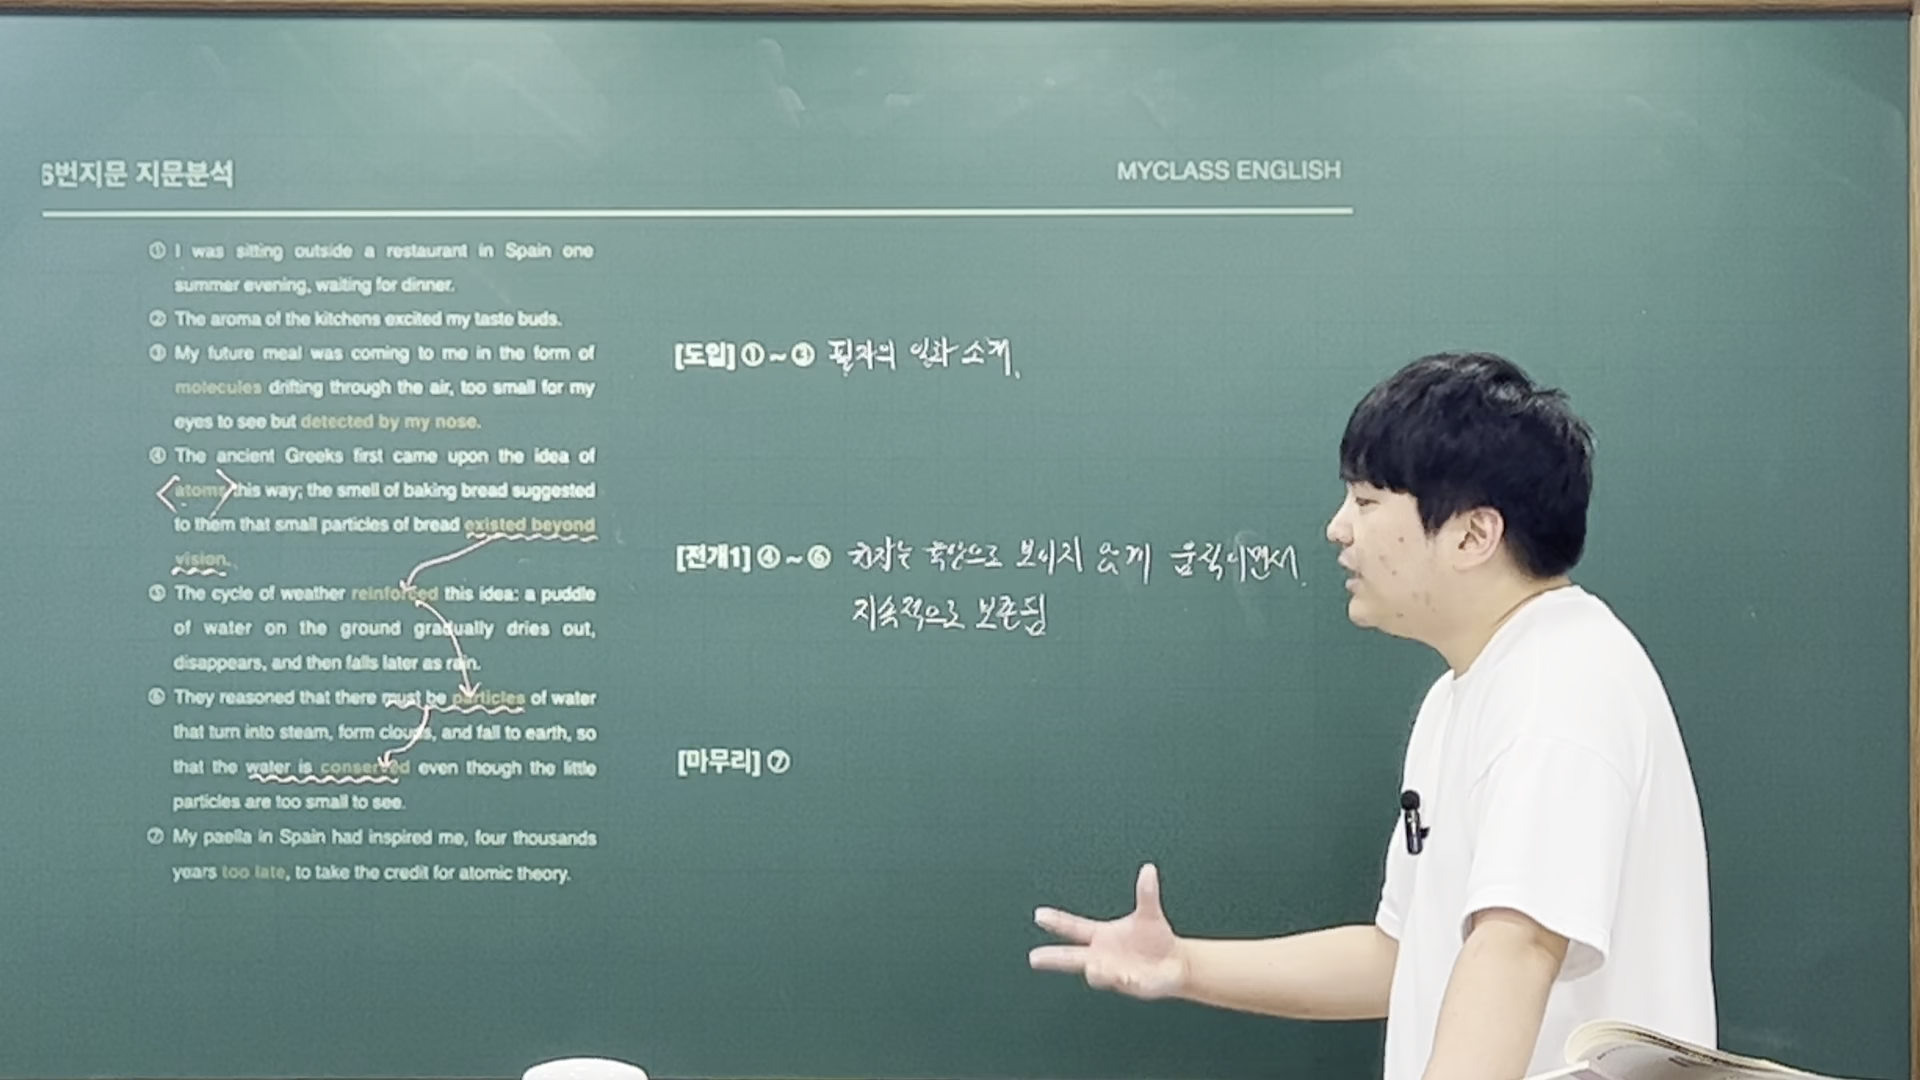 6번지문 지문분석
MYCLASS ENGLISH
① I was sitting outside a restaurant in Spain one
summer evening, waiting for dinner.
② The aroma of the kitchens excited my taste buds.
③ My future meal was coming to me in the form of
molecules drifting through the air, too small for my
eyes to see but detected by my nose.
④ The ancient Greeks first came upon the idea of
atoms this way; the smell of baking bread suggested
to them that small particles of bread existed beyond
vision.
⑤ The cycle of weather reinforced this idea: a puddle
of water on the ground gradually dries out,
disappears, and then falls later as rain.
⑥ They reasoned that there must be particles of water
that turn into steam, form clouds, and fall to earth, so
that the water is conserved even though the little
particles are too small to see.
⑦ My paella in Spain had inspired me, four thousands
years too late, to take the credit for atomic theory.
[도입] ① ~ ③ 필자의 일화 소개.
[전개1] ④ ~ ⑥ 보이지 않게 움직이면서
지속적으로 보존됨
[마무리] ⑦